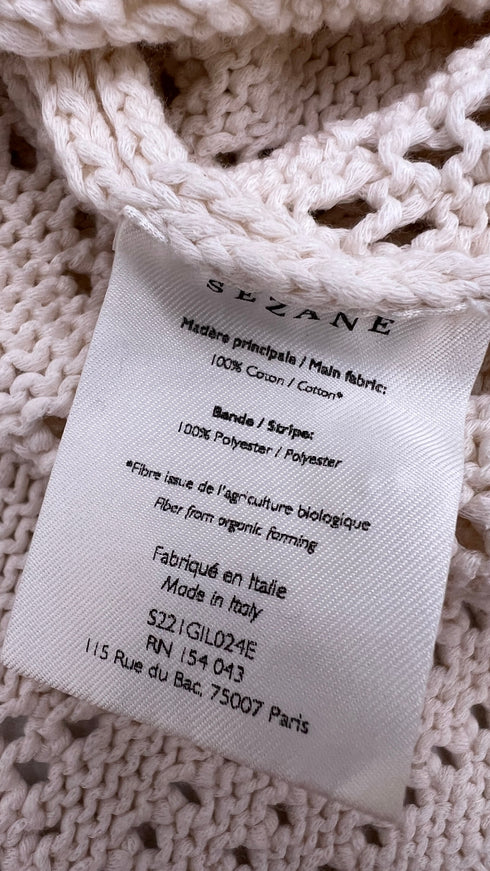 SEZANE
Matière principale / Main fabric:
100% Coton / Cotton*
Bande / Stripe:
100% Polyester / Polyester
*Fibre issue de l'agriculture biologique
Fiber from organic farming
Fabriqué en Italie
Made in Italy
S221GIL024E
RN 154 043
115 Rue du Bac, 75007 Paris